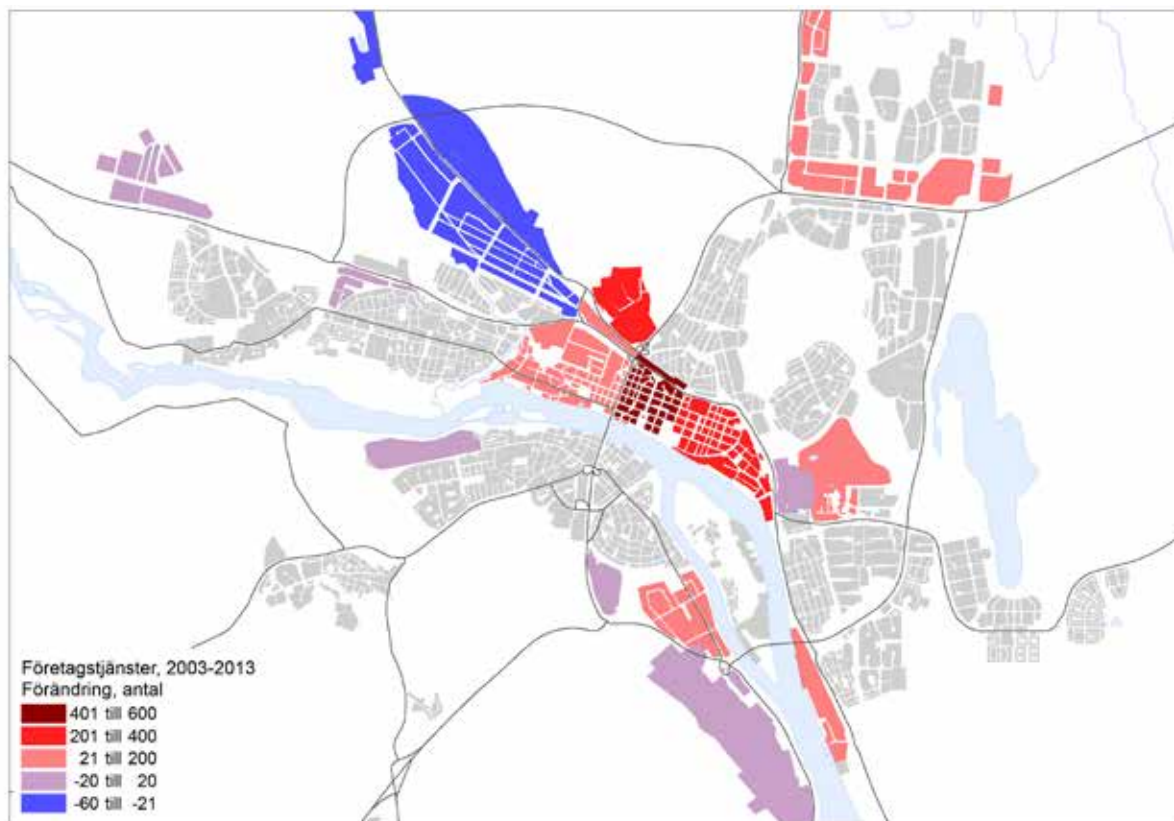 Företagstjänster, 2003-2013
Förändring, antal
401 till 600
201 till 400
21 till 200
-20 till 20
-60 till -21